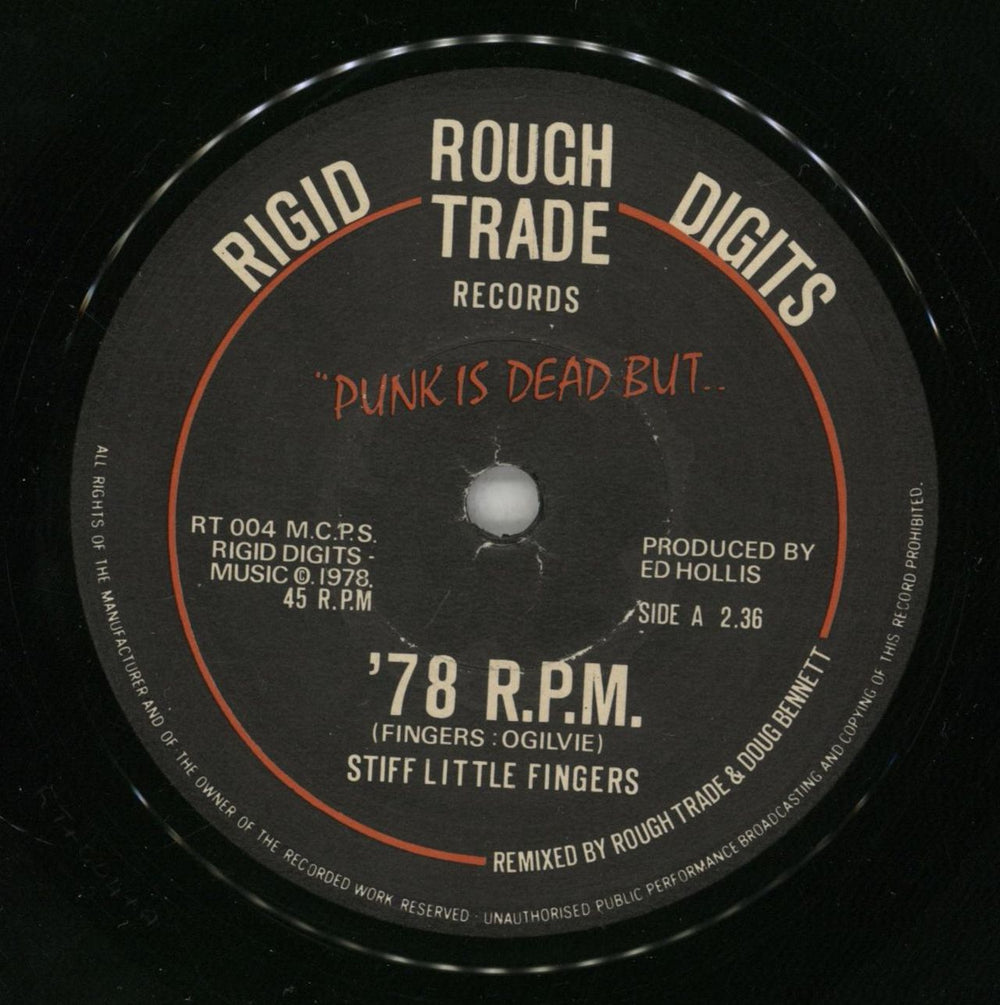 RIGID
ROUGH
TRADE
DIGITS
RECORDS
"PUNK IS DEAD BUT..
RT 004 M.C.P.S.
RIGID DIGITS -
MUSIC ©. 1978.
45 R.P.M
PRODUCED BY
ED HOLLIS
SIDE A 2.36
'78 R.P.M.
(FINGERS : OGILVIE)
STIFF LITTLE FINGERS
REMIXED BY ROUGH TRADE & DOUG BENNETT
ALL RIGHTS OF THE MANUFACTURER AND OF THE OWNER OF THE RECORDED WORK RESERVED · UNAUTHORISED PUBLIC PERFORMANCE BROADCASTING AND COPYING OF THIS RECORD PROHIBITED.